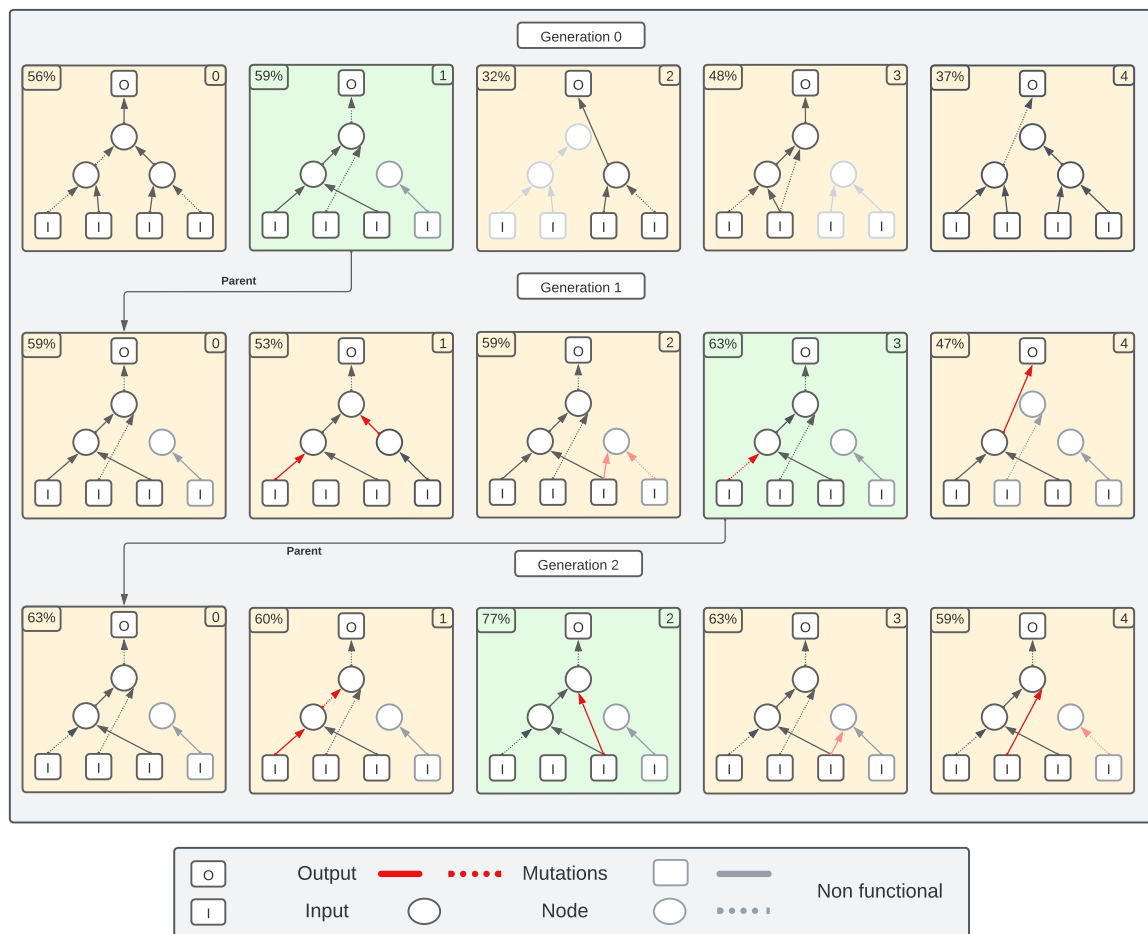 Generation 0
56% 0 59% 1 32% 2 48% 3 37% 4
O O O O O
I I I I I I I I I I I I I I I I I I I I
Parent
Generation 1
59% 0 53% 1 59% 2 63% 3 47% 4
O O O O O
I I I I I I I I I I I I I I I I I I I I
Parent
Generation 2
63% 0 60% 1 77% 2 63% 3 59% 4
O O O O O
I I I I I I I I I I I I I I I I I I I I
O Output Mutations
Non functional
I Input Node